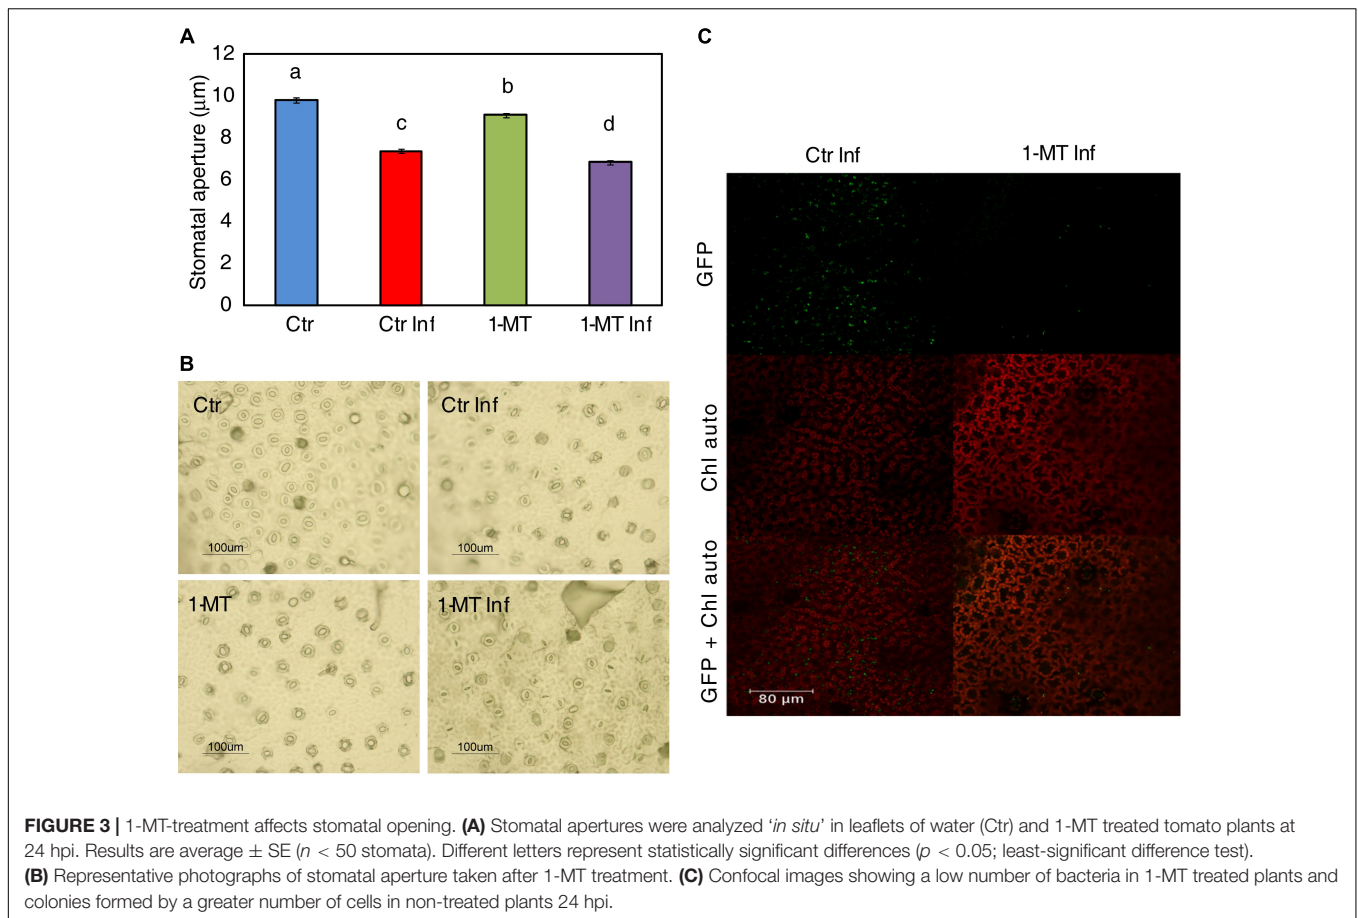 A
12
10
8
6
4
2
0
Stomatal aperture (µm)
a
c
b
d
Ctr
Ctr Inf
1-MT
1-MT Inf
B
Ctr
100um
Ctr Inf
100um
1-MT
100um
1-MT Inf
100um
C
Ctr Inf
1-MT Inf
GFP
Chl auto
GFP + Chl auto
80 µm
FIGURE 3 | 1-MT-treatment affects stomatal opening. (A) Stomatal apertures were analyzed ‘in situ’ in leaflets of water (Ctr) and 1-MT treated tomato plants at
24 hpi. Results are average ± SE (n < 50 stomata). Different letters represent statistically significant differences (p < 0.05; least-significant difference test).
(B) Representative photographs of stomatal aperture taken after 1-MT treatment. (C) Confocal images showing a low number of bacteria in 1-MT treated plants and
colonies formed by a greater number of cells in non-treated plants 24 hpi.